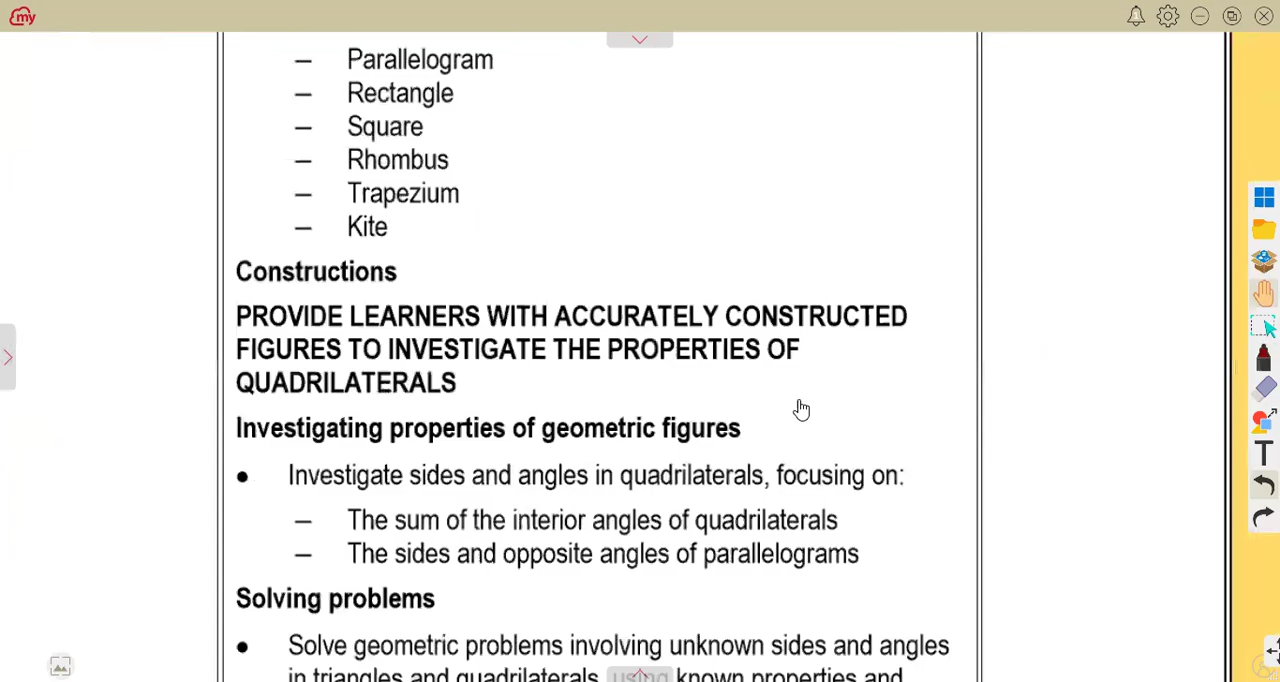 my
– Parallelogram
– Rectangle
– Square
– Rhombus
– Trapezium
– Kite
Constructions
PROVIDE LEARNERS WITH ACCURATELY CONSTRUCTED
FIGURES TO INVESTIGATE THE PROPERTIES OF
QUADRILATERALS
Investigating properties of geometric figures
● Investigate sides and angles in quadrilaterals, focusing on:
– The sum of the interior angles of quadrilaterals
– The sides and opposite angles of parallelograms
Solving problems
● Solve geometric problems involving unknown sides and angles
in triangles and quadrilaterals, using known properties and
T